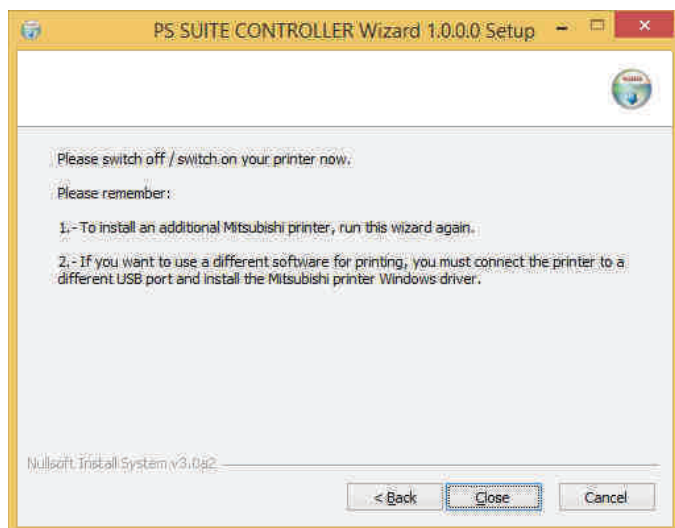 PS SUITE CONTROLLER Wizard 1.0.0.0 Setup
Please switch off / switch on your printer now.
Please remember:
1.- To install an additional Mitsubishi printer, run this wizard again.
2.- If you want to use a different software for printing, you must connect the printer to a
different USB port and install the Mitsubishi printer Windows driver.
Nullsoft Install System v3.0a2
< Back Close Cancel